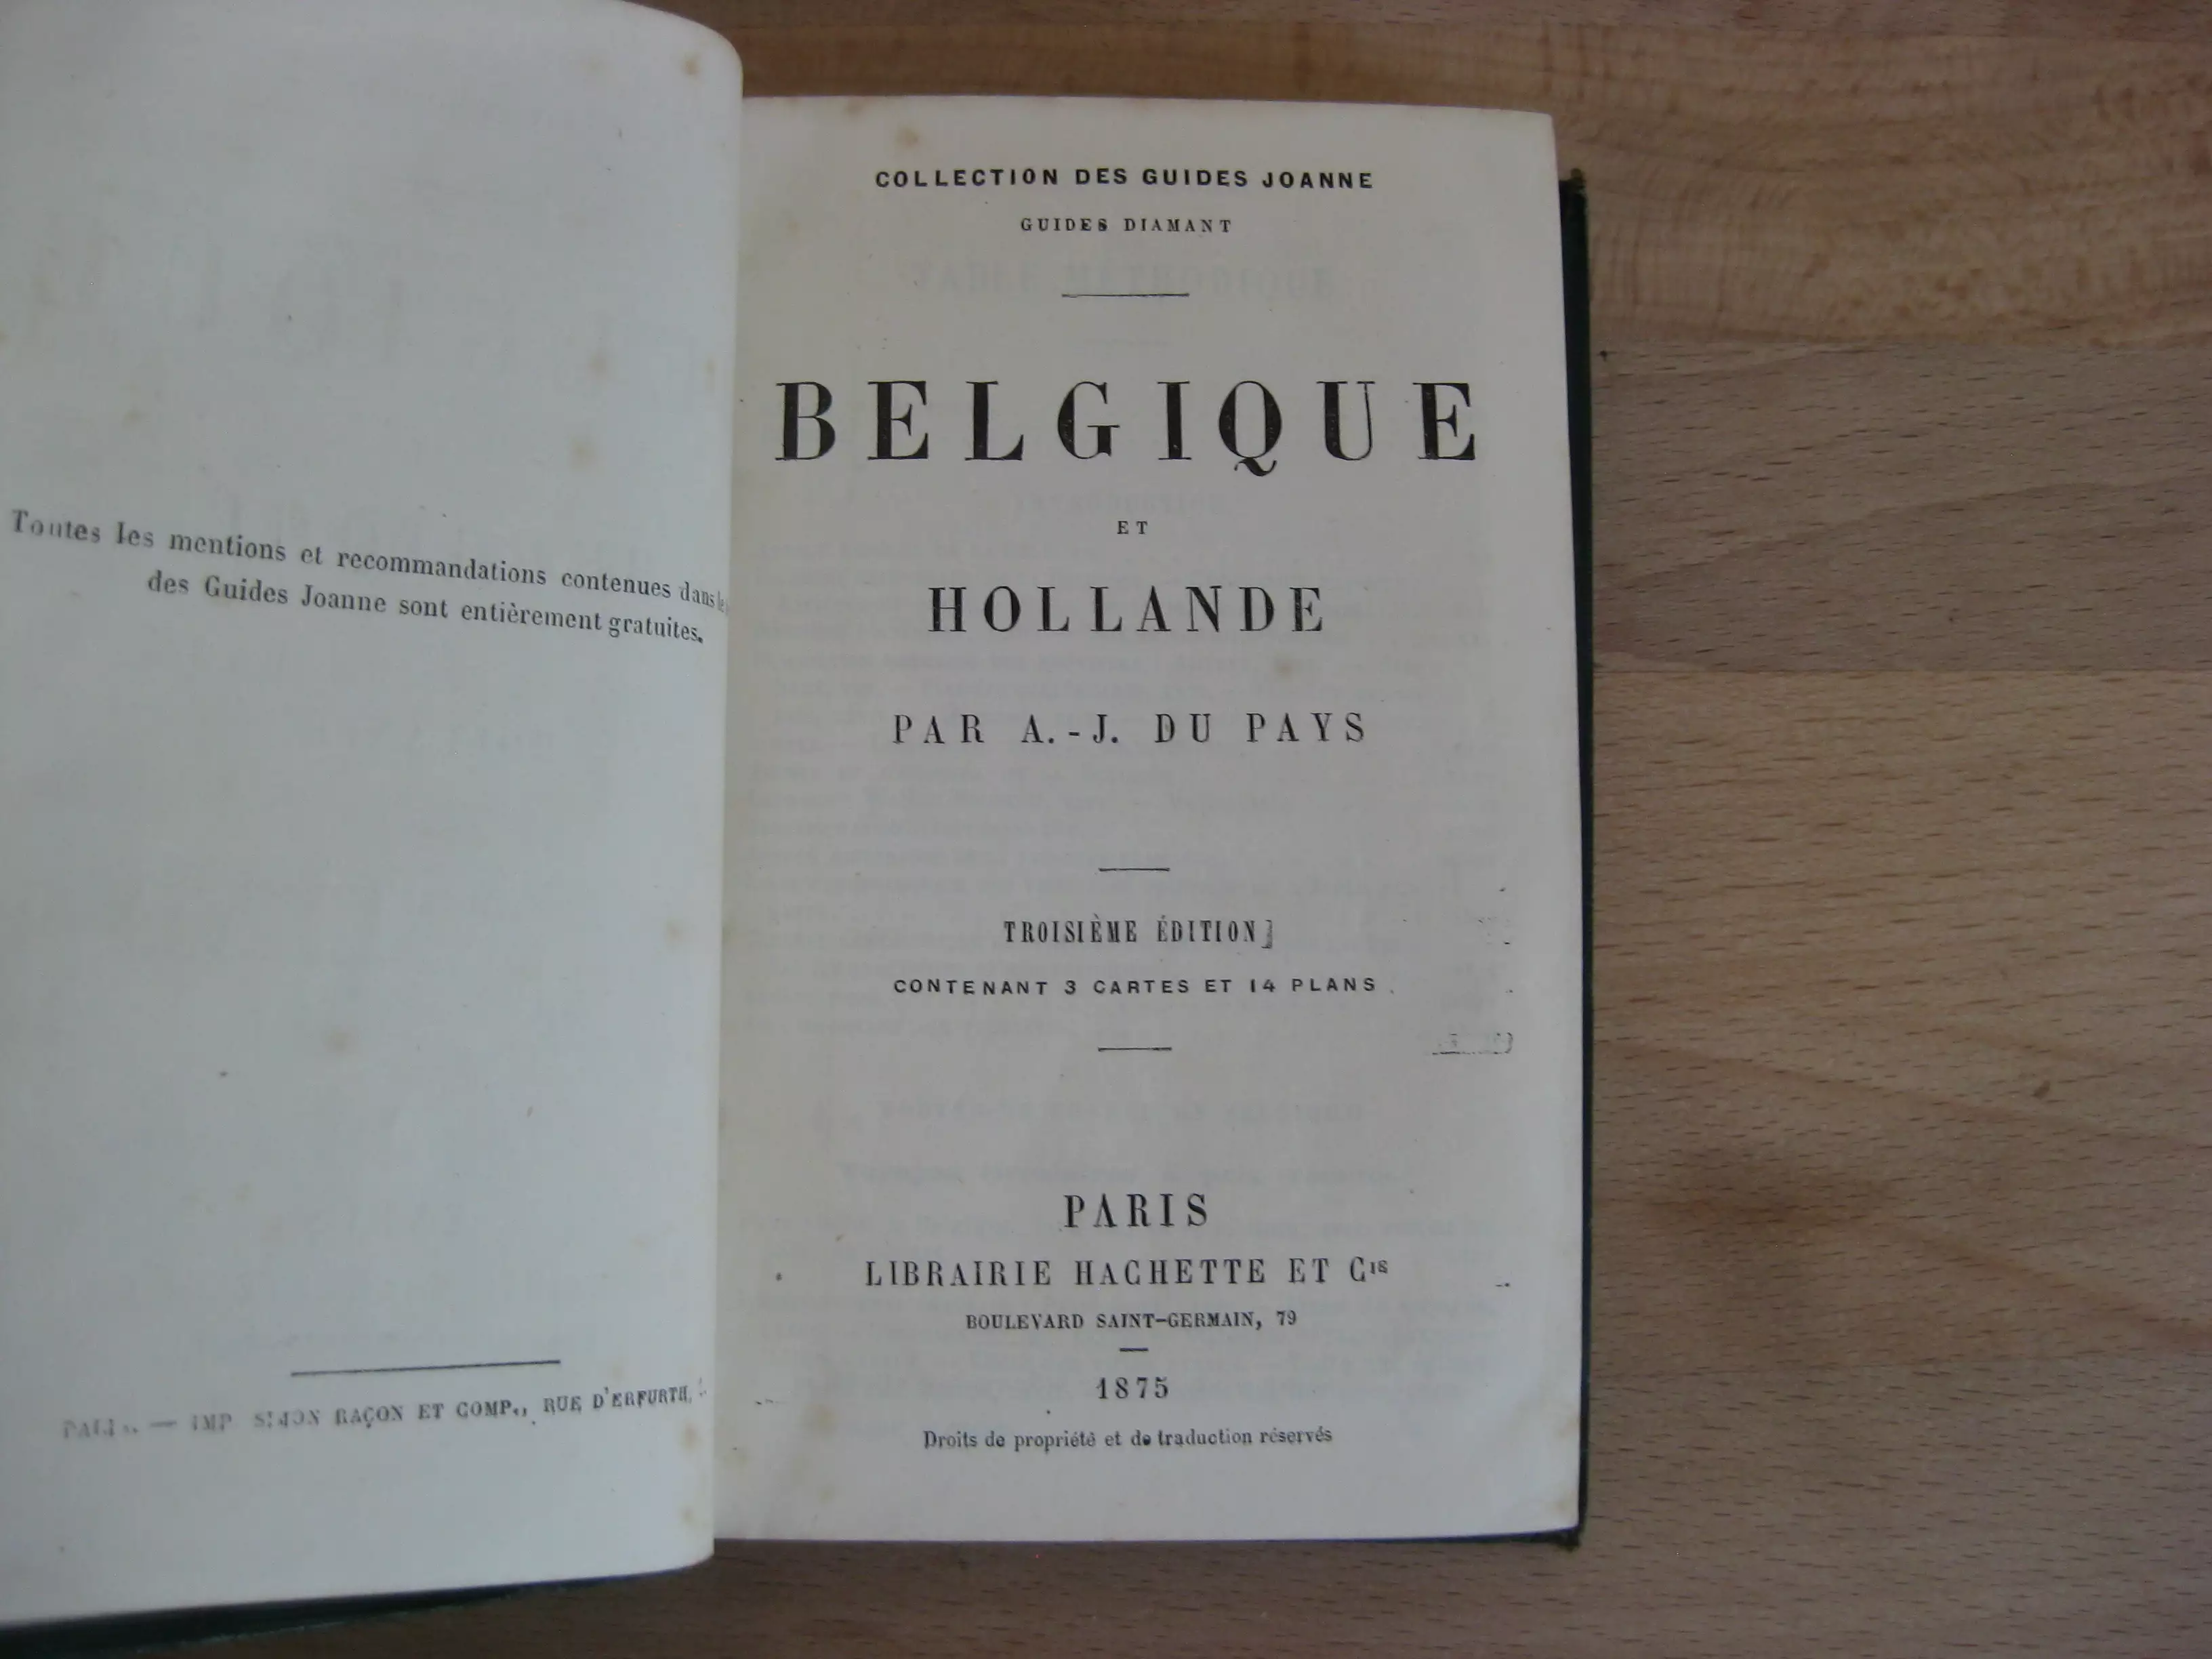 Toutes les mentions et recommandations contenues dans le
des Guides Joanne sont entièrement gratuites.
IMP SIMON RAÇON ET COMP., RUE D'ERFURTH,
COLLECTION DES GUIDES JOANNE
GUIDES DIAMANT
BELGIQUE
ET
HOLLANDE
PAR A.-J. DU PAYS
TROISIÈME ÉDITION
CONTENANT 3 CARTES ET 14 PLANS
PARIS
LIBRAIRIE HACHETTE ET Cie
BOULEVARD SAINT-GERMAIN, 79
1875
Droits de propriété et de traduction réservés